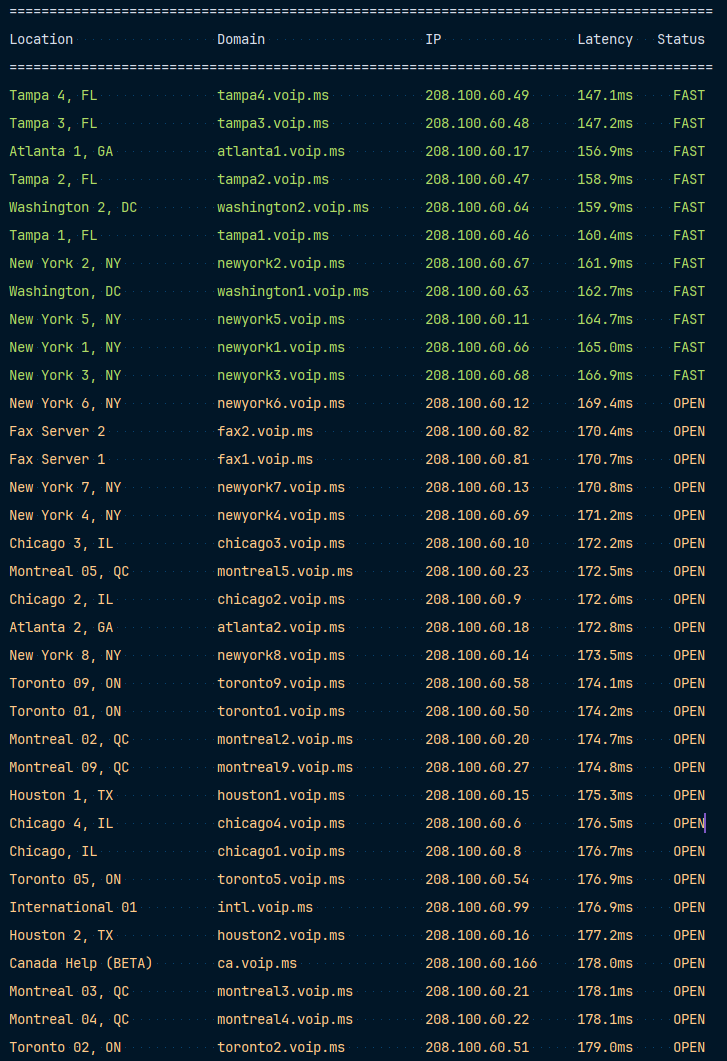 ========================================================================================
Location Domain IP Latency Status
========================================================================================
Tampa 4, FL tampa4.voip.ms 208.100.60.49 147.1ms FAST
Tampa 3, FL tampa3.voip.ms 208.100.60.48 147.2ms FAST
Atlanta 1, GA atlanta1.voip.ms 208.100.60.17 156.9ms FAST
Tampa 2, FL tampa2.voip.ms 208.100.60.47 158.9ms FAST
Washington 2, DC washington2.voip.ms 208.100.60.64 159.9ms FAST
Tampa 1, FL tampa1.voip.ms 208.100.60.46 160.4ms FAST
New York 2, NY newyork2.voip.ms 208.100.60.67 161.9ms FAST
Washington, DC washington1.voip.ms 208.100.60.63 162.7ms FAST
New York 5, NY newyork5.voip.ms 208.100.60.11 164.7ms FAST
New York 1, NY newyork1.voip.ms 208.100.60.66 165.0ms FAST
New York 3, NY newyork3.voip.ms 208.100.60.68 166.9ms FAST
New York 6, NY newyork6.voip.ms 208.100.60.12 169.4ms OPEN
Fax Server 2 fax2.voip.ms 208.100.60.82 170.4ms OPEN
Fax Server 1 fax1.voip.ms 208.100.60.81 170.7ms OPEN
New York 7, NY newyork7.voip.ms 208.100.60.13 170.8ms OPEN
New York 4, NY newyork4.voip.ms 208.100.60.69 171.2ms OPEN
Chicago 3, IL chicago3.voip.ms 208.100.60.10 172.2ms OPEN
Montreal 05, QC montreal5.voip.ms 208.100.60.23 172.5ms OPEN
Chicago 2, IL chicago2.voip.ms 208.100.60.9 172.6ms OPEN
Atlanta 2, GA atlanta2.voip.ms 208.100.60.18 172.8ms OPEN
New York 8, NY newyork8.voip.ms 208.100.60.14 173.5ms OPEN
Toronto 09, ON toronto9.voip.ms 208.100.60.58 174.1ms OPEN
Toronto 01, ON toronto1.voip.ms 208.100.60.50 174.2ms OPEN
Montreal 02, QC montreal2.voip.ms 208.100.60.20 174.7ms OPEN
Montreal 09, QC montreal9.voip.ms 208.100.60.27 174.8ms OPEN
Houston 1, TX houston1.voip.ms 208.100.60.15 175.3ms OPEN
Chicago 4, IL chicago4.voip.ms 208.100.60.6 176.5ms OPEN
Chicago, IL chicago1.voip.ms 208.100.60.8 176.7ms OPEN
Toronto 05, ON toronto5.voip.ms 208.100.60.54 176.9ms OPEN
International 01 intl.voip.ms 208.100.60.99 176.9ms OPEN
Houston 2, TX houston2.voip.ms 208.100.60.16 177.2ms OPEN
Canada Help (BETA) ca.voip.ms 208.100.60.166 178.0ms OPEN
Montreal 03, QC montreal3.voip.ms 208.100.60.21 178.1ms OPEN
Montreal 04, QC montreal4.voip.ms 208.100.60.22 178.1ms OPEN
Toronto 02, ON toronto2.voip.ms 208.100.60.51 179.0ms OPEN